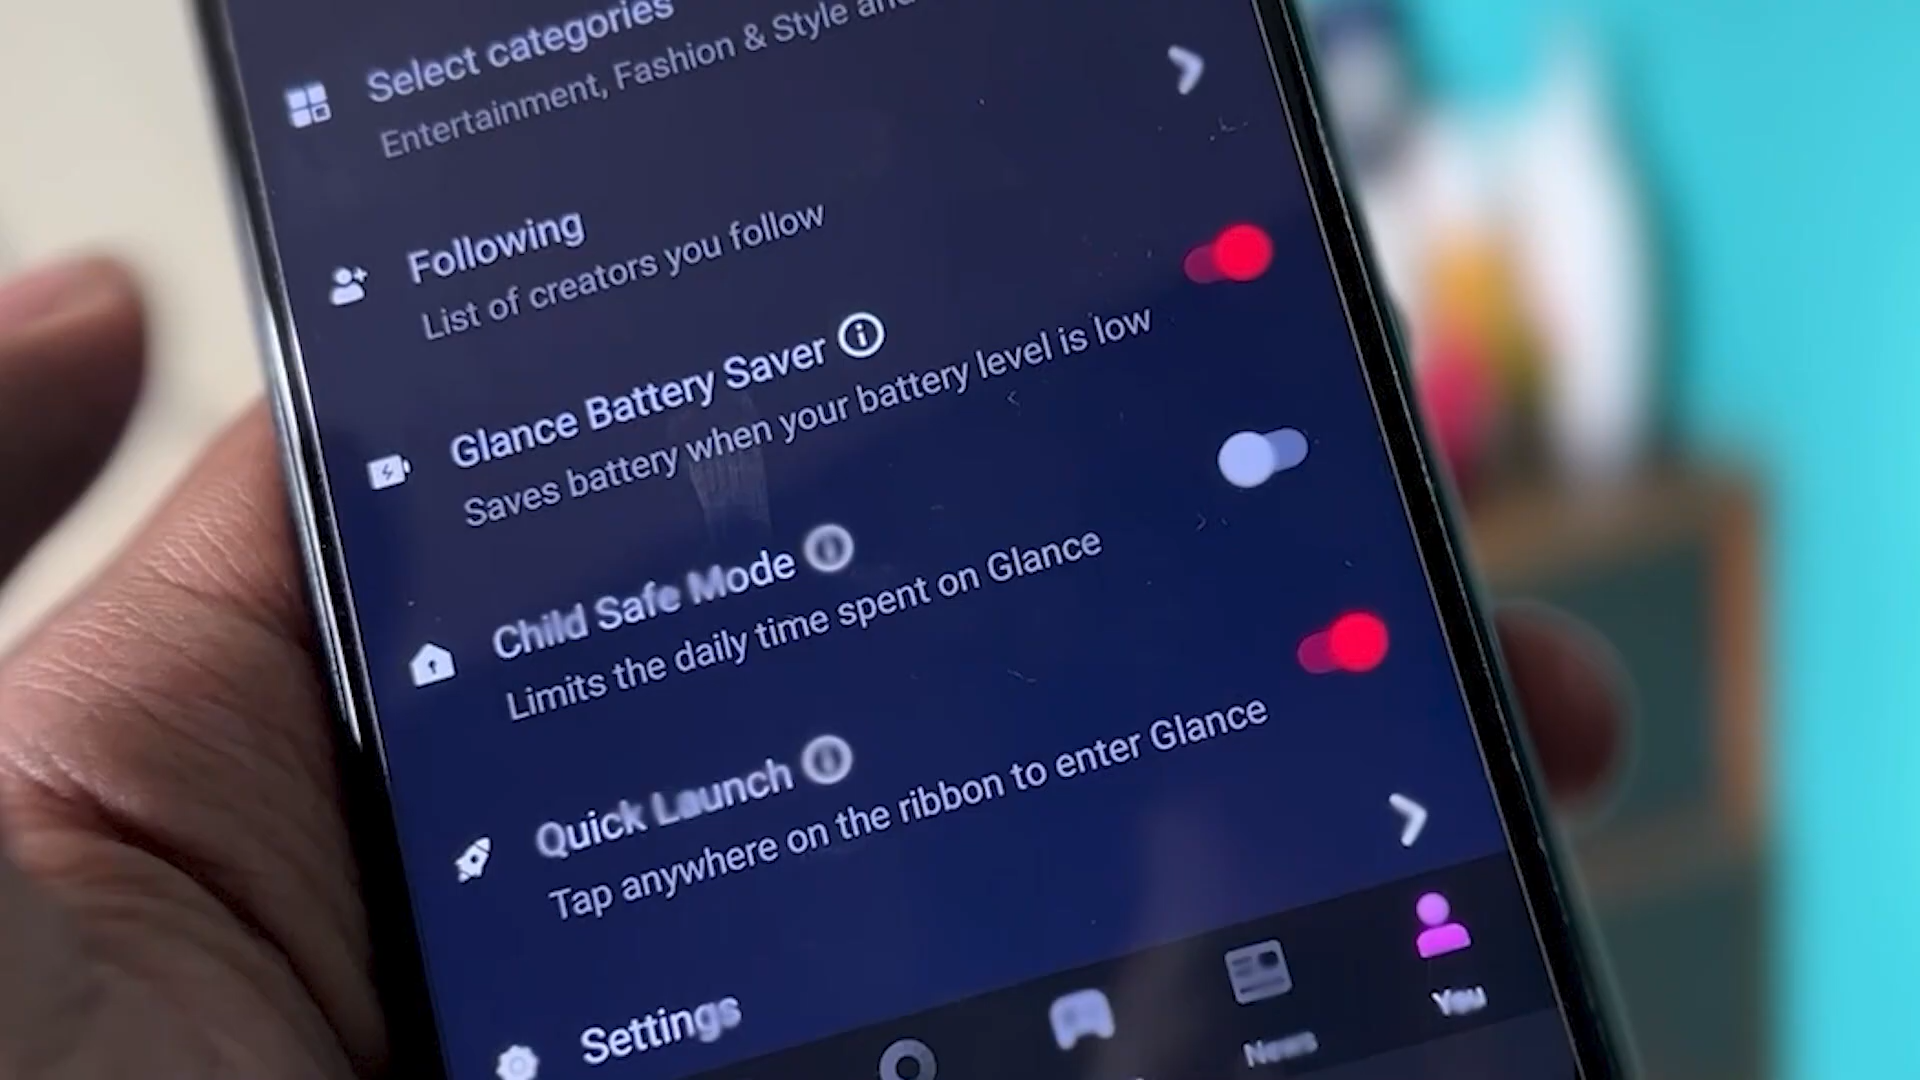 Select categories
Entertainment, Fashion & Style and
Following
List of creators you follow
Glance Battery Saver
Saves battery when your battery level is low
Child Safe Mode
Limits the daily time spent on Glance
Quick Launch
Tap anywhere on the ribbon to enter Glance
Settings
News
You